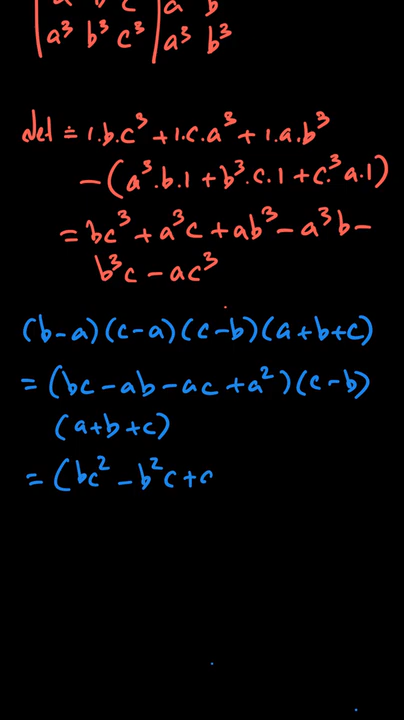 a b c | a b
| a³ b³ c³ | a³ b³
det = 1.b.c³ + 1.c.a³ + 1.a.b³
- (a³.b.1 + b³.c.1 + c.³a.1)
= bc³ + a³c + ab³ - a³b -
b³c - ac³
(b-a)(c-a)(c-b)(a+b+c)
= (bc - ab - ac + a²)(c-b)
(a+b+c)
= (bc² - b²c + c